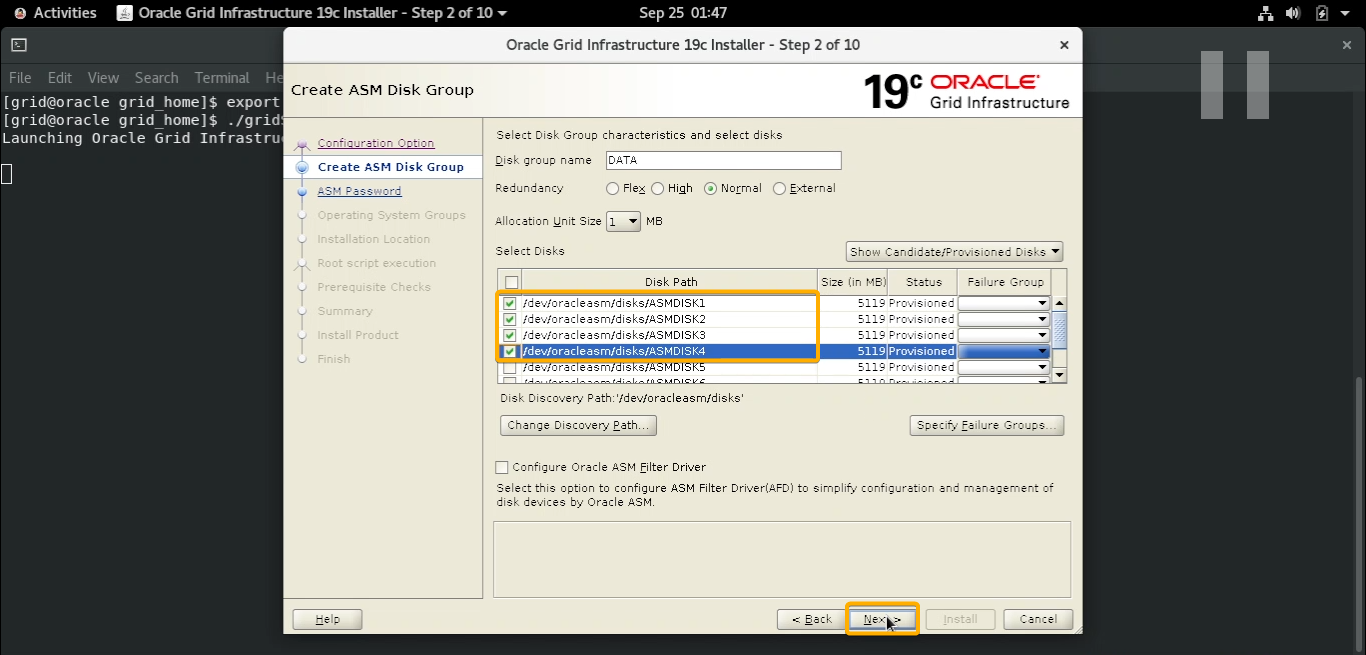 Activities Oracle Grid Infrastructure 19c Installer - Step 2 of 10 Sep 25 01:47
Oracle Grid Infrastructure 19c Installer - Step 2 of 10
File Edit View Search Terminal He
[grid@oracle grid_home]$ export
[grid@oracle grid_home]$ ./grid
Launching Oracle Grid Infrastru
Create ASM Disk Group
19c ORACLE
Grid Infrastructure
Configuration Option
Create ASM Disk Group
ASM Password
Operating System Groups
Installation Location
Root script execution
Prerequisite Checks
Summary
Install Product
Finish
Select Disk Group characteristics and select disks
Disk group name DATA
Redundancy Flex High Normal External
Allocation Unit Size 1 MB
Select Disks Show Candidate/Provisioned Disks
Disk Path Size (in MB) Status Failure Group
/dev/oracleasm/disks/ASMDISK1 5119 Provisioned
/dev/oracleasm/disks/ASMDISK2 5119 Provisioned
/dev/oracleasm/disks/ASMDISK3 5119 Provisioned
/dev/oracleasm/disks/ASMDISK4 5119 Provisioned
/dev/oracleasm/disks/ASMDISK5 5119 Provisioned
/dev/oracleasm/disks/ASMDISK6 5119 Provisioned
Disk Discovery Path:'/dev/oracleasm/disks'
Change Discovery Path... Specify Failure Groups...
Configure Oracle ASM Filter Driver
Select this option to configure ASM Filter Driver(AFD) to simplify configuration and management of
disk devices by Oracle ASM.
Help < Back Next > Install Cancel